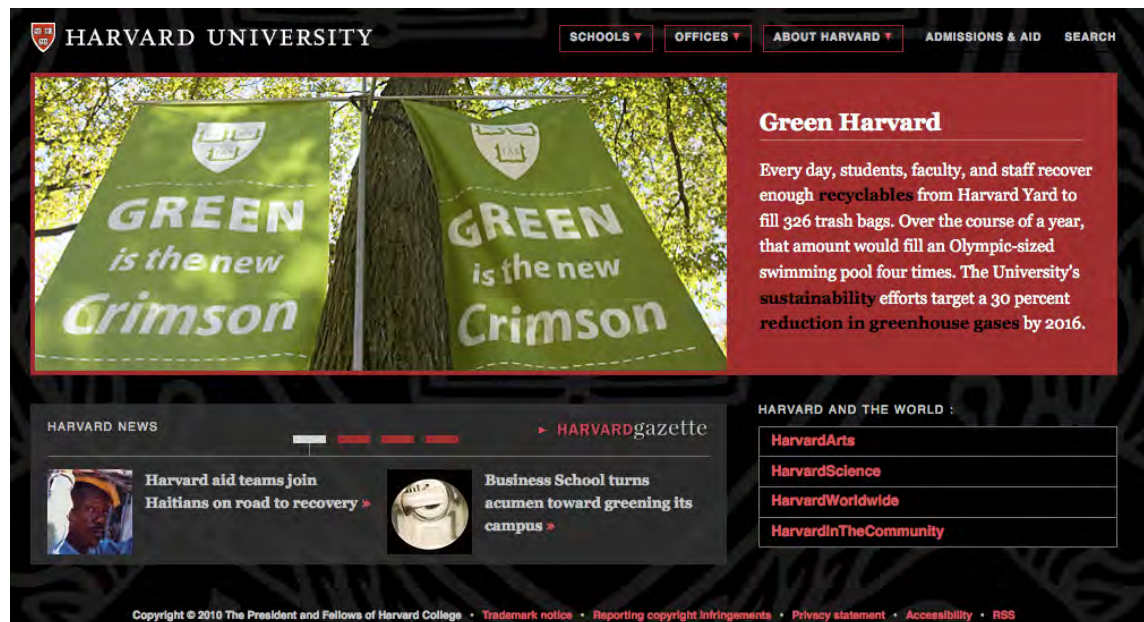 HARVARD UNIVERSITY
SCHOOLS ▼ OFFICES ▼ ABOUT HARVARD ▼ ADMISSIONS & AID SEARCH
GREEN
is the new
Crimson
GREEN
is the new
Crimson
Green Harvard
Every day, students, faculty, and staff recover
enough recyclables from Harvard Yard to
fill 326 trash bags. Over the course of a year,
that amount would fill an Olympic-sized
swimming pool four times. The University's
sustainability efforts target a 30 percent
reduction in greenhouse gases by 2016.
HARVARD NEWS
► HARVARDgazette
Harvard aid teams join
Haitians on road to recovery »
Business School turns
acumen toward greening its
campus »
HARVARD AND THE WORLD :
HarvardArts
HarvardScience
HarvardWorldwide
HarvardInTheCommunity
Copyright © 2010 The President and Fellows of Harvard College • Trademark notice • Reporting copyright infringements • Privacy statement • Accessibility • RSS